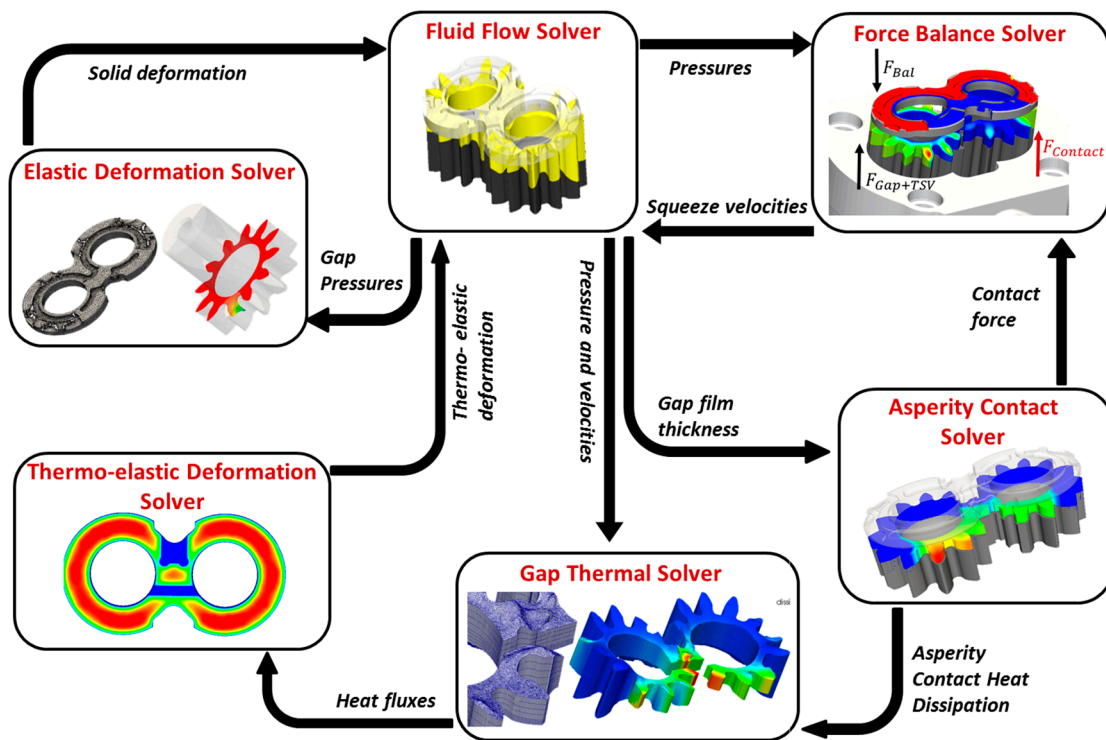 Fluid Flow Solver
Force Balance Solver
Solid deformation
Pressures
F_Bal
F_Contact
F_Gap+TSV
Elastic Deformation Solver
Squeeze velocities
Gap
Pressures
Thermo- elastic
deformation
Pressure and
velocities
Contact
force
Gap film
thickness
Asperity Contact
Solver
Thermo-elastic Deformation
Solver
Gap Thermal Solver
dissi
Heat fluxes
Asperity
Contact Heat
Dissipation